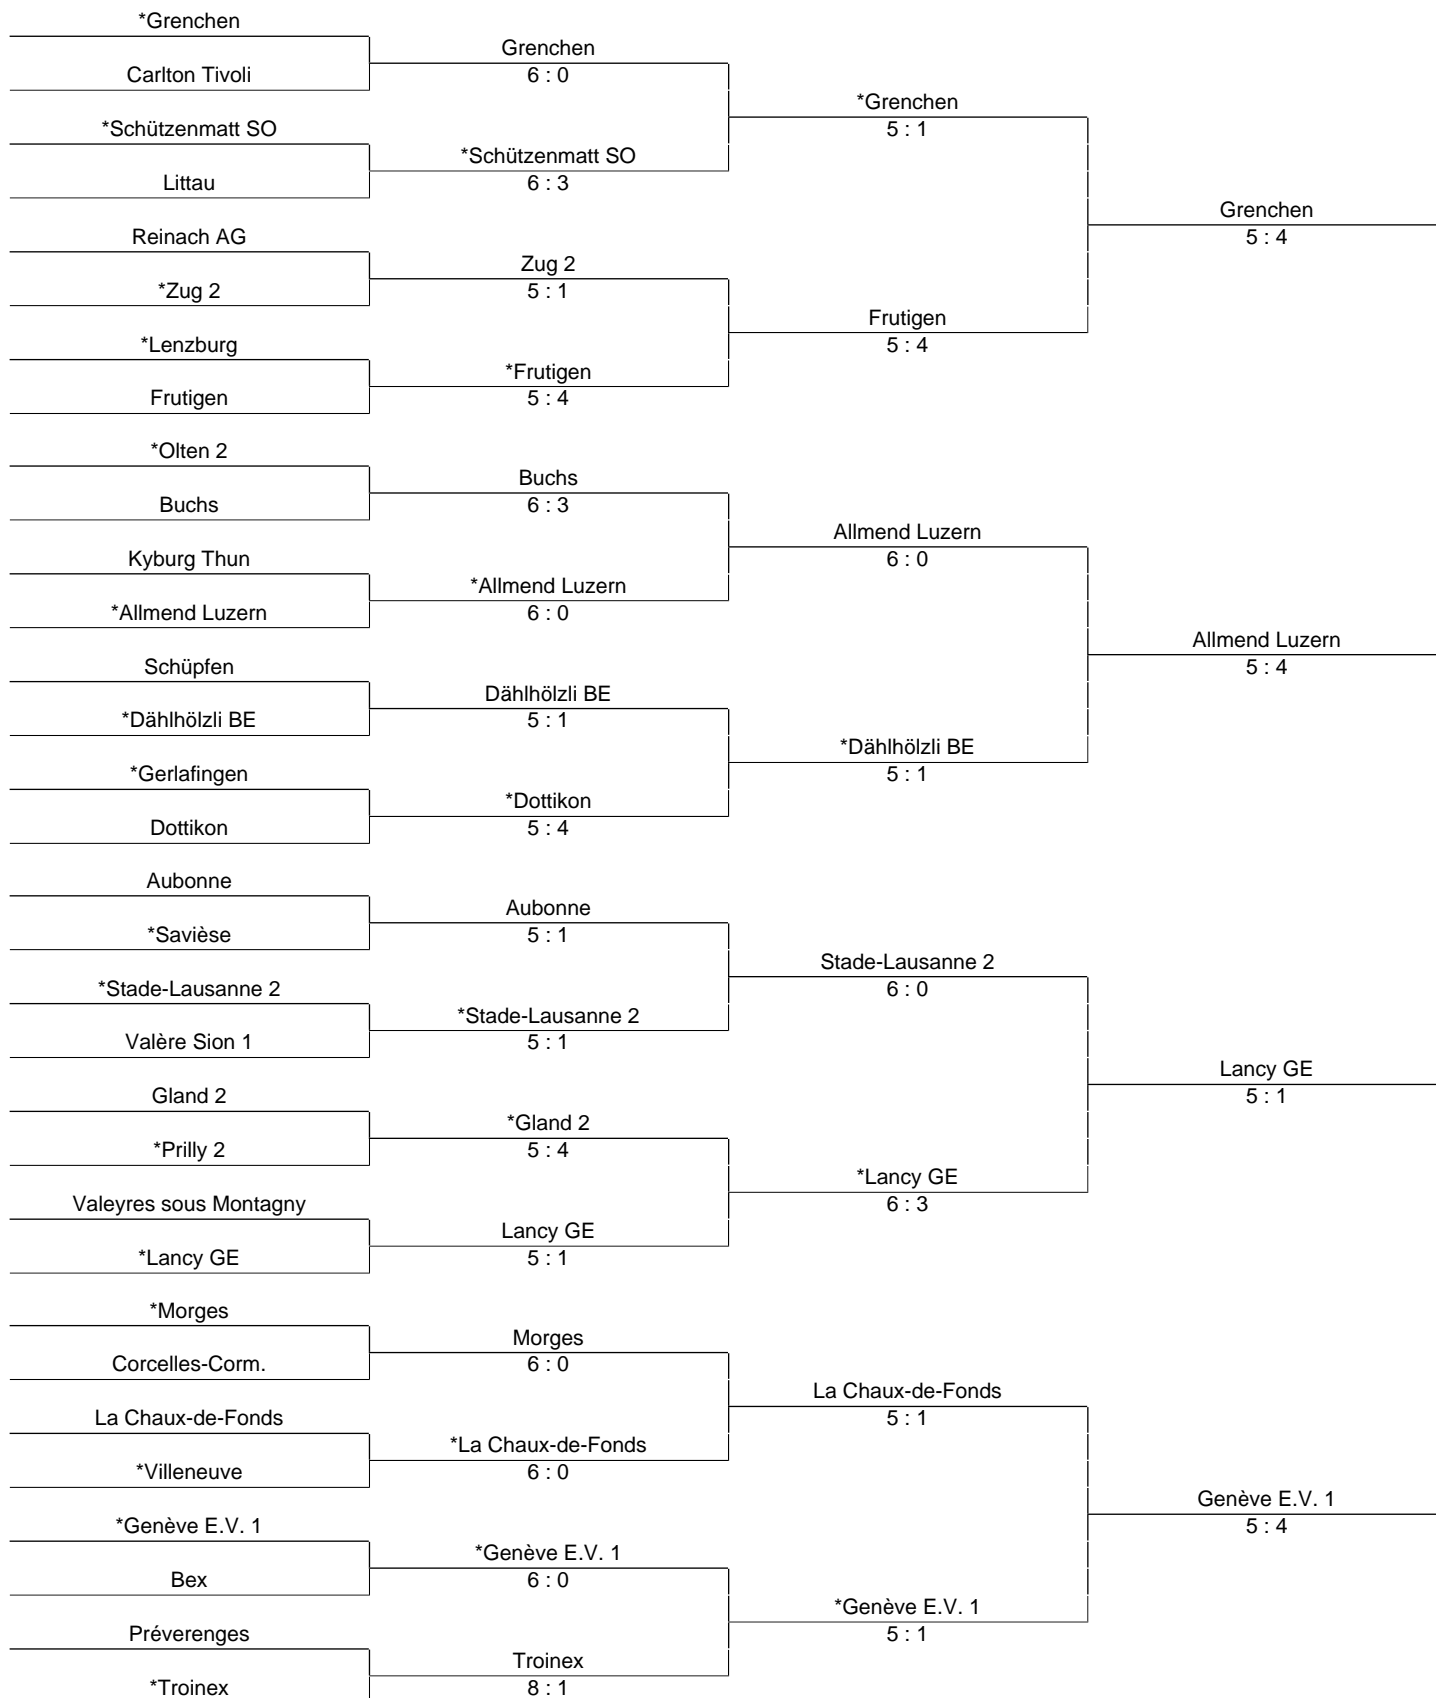 *Grenchen
Grenchen
Carlton Tivoli
6 : 0
*Grenchen
*Schützenmatt SO
5 : 1
*Schützenmatt SO
Littau
6 : 3
Grenchen
Reinach AG
5 : 4
Zug 2
*Zug 2
5 : 1
Frutigen
*Lenzburg
5 : 4
*Frutigen
Frutigen
5 : 4
*Olten 2
Buchs
Buchs
6 : 3
Allmend Luzern
Kyburg Thun
6 : 0
*Allmend Luzern
*Allmend Luzern
6 : 0
Allmend Luzern
Schüpfen
5 : 4
Dählhölzli BE
*Dählhölzli BE
5 : 1
*Dählhölzli BE
*Gerlafingen
5 : 1
*Dottikon
Dottikon
5 : 4
Aubonne
Aubonne
*Savièse
5 : 1
Stade-Lausanne 2
*Stade-Lausanne 2
6 : 0
*Stade-Lausanne 2
Valère Sion 1
5 : 1
Lancy GE
Gland 2
5 : 1
*Gland 2
*Prilly 2
5 : 4
*Lancy GE
Valeyres sous Montagny
6 : 3
Lancy GE
*Lancy GE
5 : 1
*Morges
Morges
Corcelles-Corm.
6 : 0
La Chaux-de-Fonds
La Chaux-de-Fonds
5 : 1
*La Chaux-de-Fonds
*Villeneuve
6 : 0
Genève E.V. 1
*Genève E.V. 1
5 : 4
*Genève E.V. 1
Bex
6 : 0
*Genève E.V. 1
Préverenges
5 : 1
Troinex
*Troinex
8 : 1